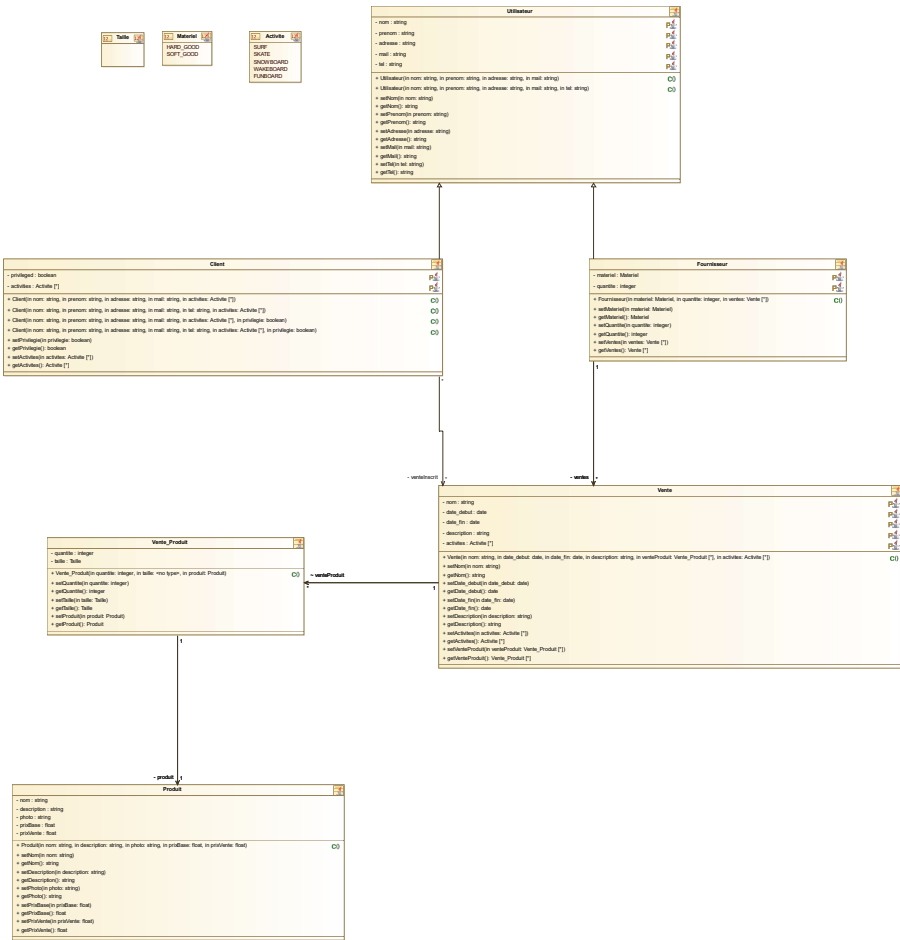 Utilisateur
- nom : string
- prenom : string
- adresse : string
- mail : string
- tel : string
+ Utilisateur(in nom: string, in prenom: string, in adresse: string, in mail: string)
+ Utilisateur(in nom: string, in prenom: string, in adresse: string, in mail: string, in tel: string)
+ setNom(in nom: string)
+ getNom(): string
+ setPrenom(in prenom: string)
+ getPrenom(): string
+ setAdresse(in adresse: string)
+ getAdresse(): string
+ setMail(in mail: string)
+ getMail(): string
+ setTel(in tel: string)
+ getTel(): string
Taille
Materiel
HARD_GOOD
SOFT_GOOD
Activite
SURF
SKATE
SNOWBOARD
WAKEBOARD
FUNBOARD
Client
- privileged : boolean
- activities : Activite [*]
+ Client(in nom: string, in prenom: string, in adresse: string, in mail: string, in activites: Activite [*])
+ Client(in nom: string, in prenom: string, in adresse: string, in mail: string, in tel: string, in activites: Activite [*])
+ Client(in nom: string, in prenom: string, in adresse: string, in mail: string, in activites: Activite [*], in privilegie: boolean)
+ Client(in nom: string, in prenom: string, in adresse: string, in mail: string, in tel: string, in activites: Activite [*], in privilegie: boolean)
+ setPrivilegie(in privilegie: boolean)
+ getPrivilegie(): boolean
+ setActivites(in activites: Activite [*])
+ getActivites(): Activite [*]
Fournisseur
- materiel : Materiel
- quantite : integer
+ Fournisseur(in materiel: Materiel, in quantite: integer, in ventes: Vente [*])
+ setMateriel(in materiel: Materiel)
+ getMateriel(): Materiel
+ setQuantite(in quantite: integer)
+ getQuantite(): integer
+ setVentes(in ventes: Vente [*])
+ getVentes(): Vente [*]
*
1
- venteInscrit *
- ventes *
Vente
- nom : string
- date_debut : date
- date_fin : date
- description : string
- activites : Activite [*]
+ Vente(in nom: string, in date_debut: date, in date_fin: date, in description: string, in venteProduit: Vente_Produit [*], in activites: Activite [*])
+ setNom(in nom: string)
+ getNom(): string
+ setDate_debut(in date_debut: date)
+ getDate_debut(): date
+ setDate_fin(in date_fin: date)
+ getDate_fin(): date
+ setDescription(in description: string)
+ getDescription(): string
+ setActivites(in activites: Activite [*])
+ getActivites(): Activite [*]
+ setVenteProduit(in venteProduit: Vente_Produit [*])
+ getVenteProduit(): Vente_Produit [*]
~ venteProduit
*
1
Vente_Produit
- quantite : integer
- taille : Taille
+ Vente_Produit(in quantite: integer, in taille: <no type>, in produit: Produit)
+ setQuantite(in quantite: integer)
+ getQuantite(): integer
+ setTaille(in taille: Taille)
+ getTaille(): Taille
+ setProduit(in produit: Produit)
+ getProduit(): Produit
1
- produit 1
Produit
- nom : string
- description : string
- photo : string
- prixBase : float
- prixVente : float
+ Produit(in nom: string, in description: string, in photo: string, in prixBase: float, in prixVente: float)
+ setNom(in nom: string)
+ getNom(): string
+ setDescription(in description: string)
+ getDescription(): string
+ setPhoto(in photo: string)
+ getPhoto(): string
+ setPrixBase(in prixBase: float)
+ getPrixBase(): float
+ setPrixVente(in prixVente: float)
+ getPrixVente(): float